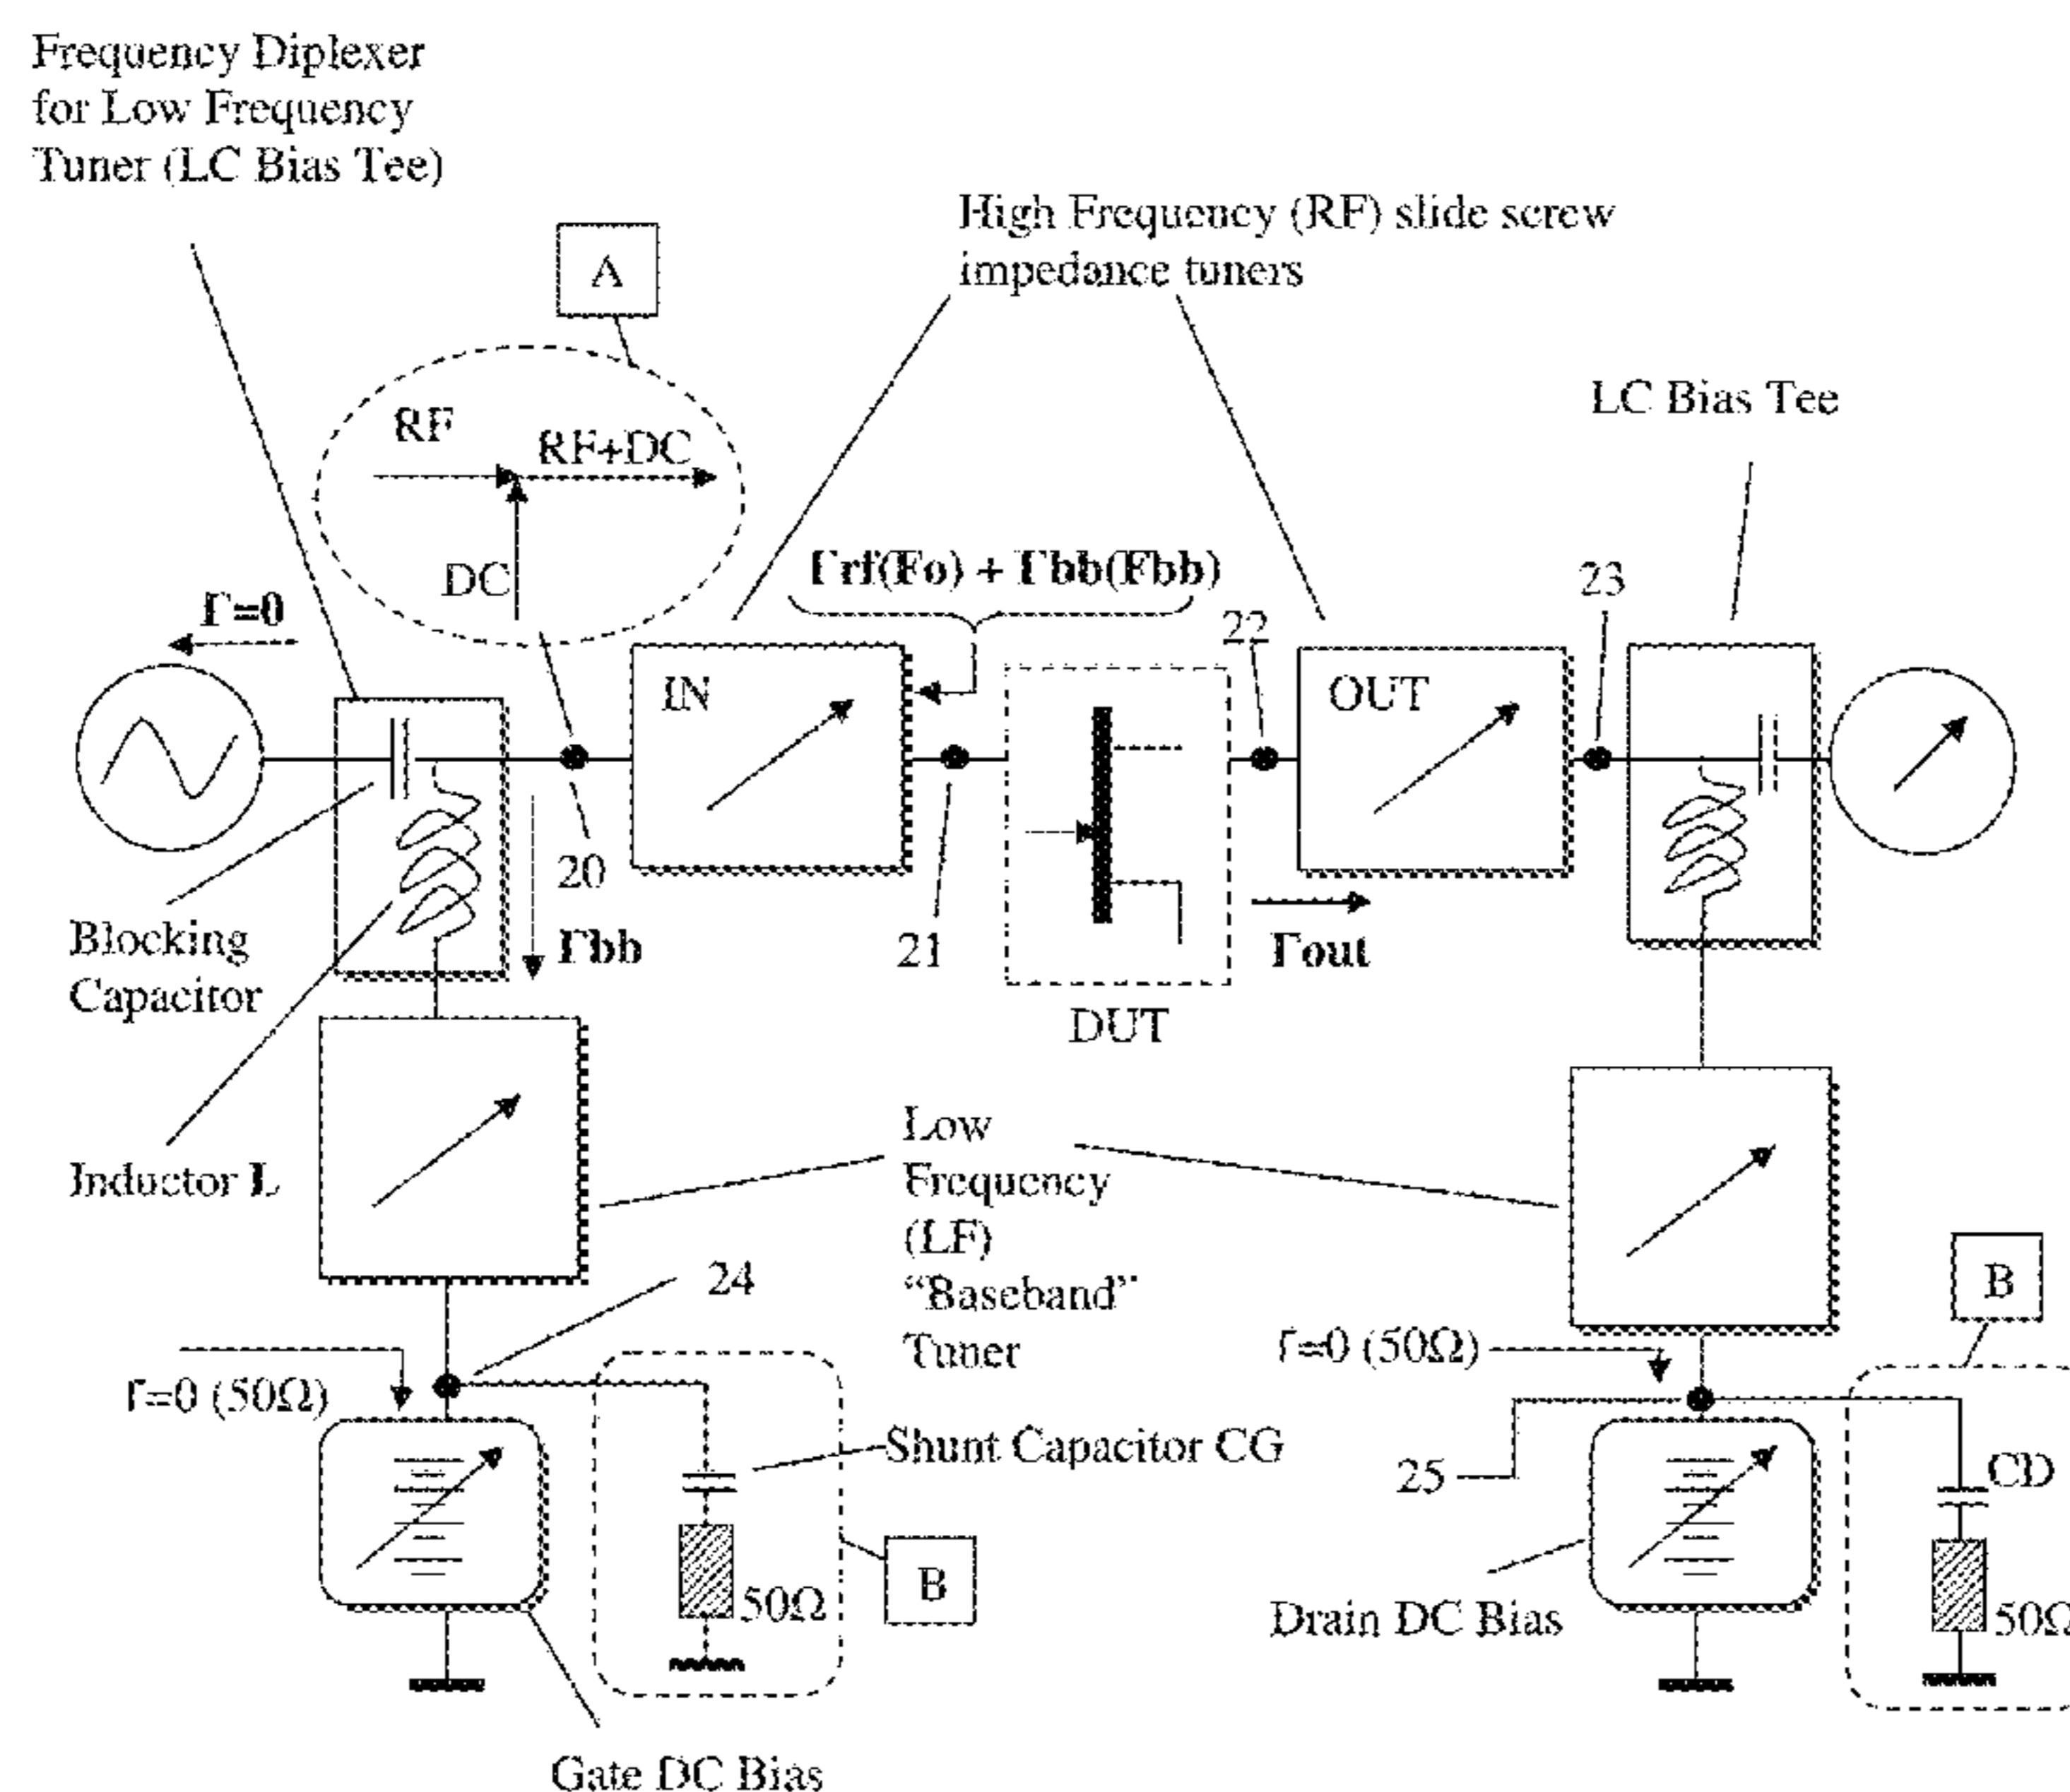 Frequency Diplexer
for Low Frequency
Tuner (LC Bias Tee)
A
High Frequency (RF) slide screw
impedance tuners
LC Bias Tee
RF
RF+DC
DC
Γ=0
Γrf(Fo) + Γbb(Fbb)
22
23
IN
OUT
20
21
Γbb
Γout
Blocking
Capacitor
DUT
Inductor L
Low
Frequency
(LF)
“Baseband”
Tuner
24
B
Γ=0 (50Ω)
Γ=0 (50Ω)
Shunt Capacitor CG
25
CD
50Ω
B
Drain DC Bias
50Ω
Gate DC Bias